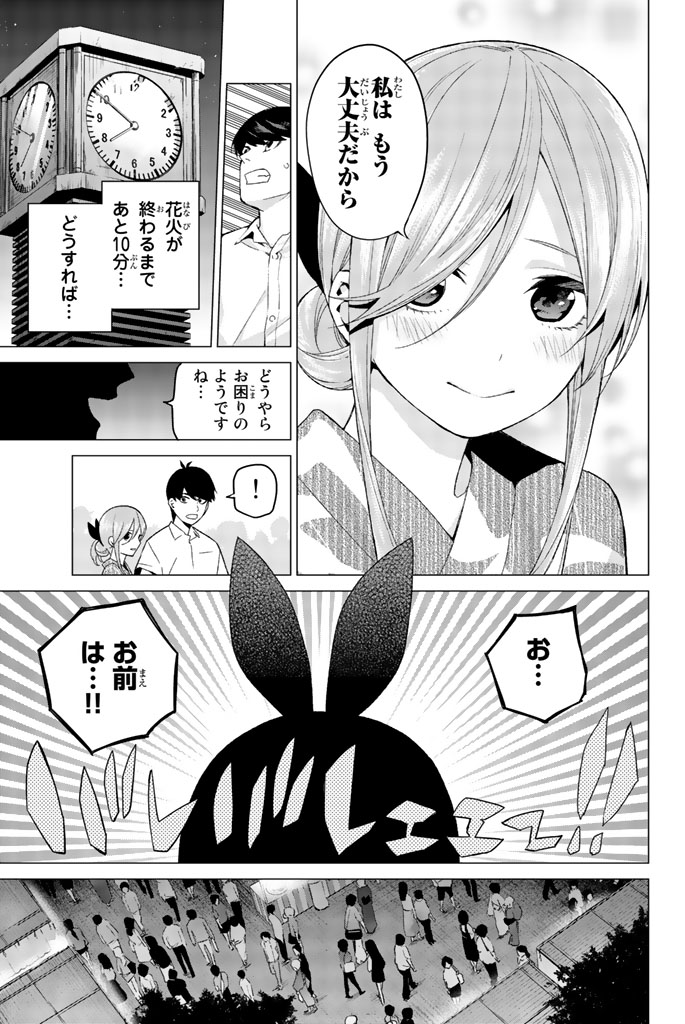 私は もう
大丈夫だから
花火が
終わるまで
あと10分…
どうすれば…
どうやら
お困りの
ようです
ね…
！
お…
お前
は…!!